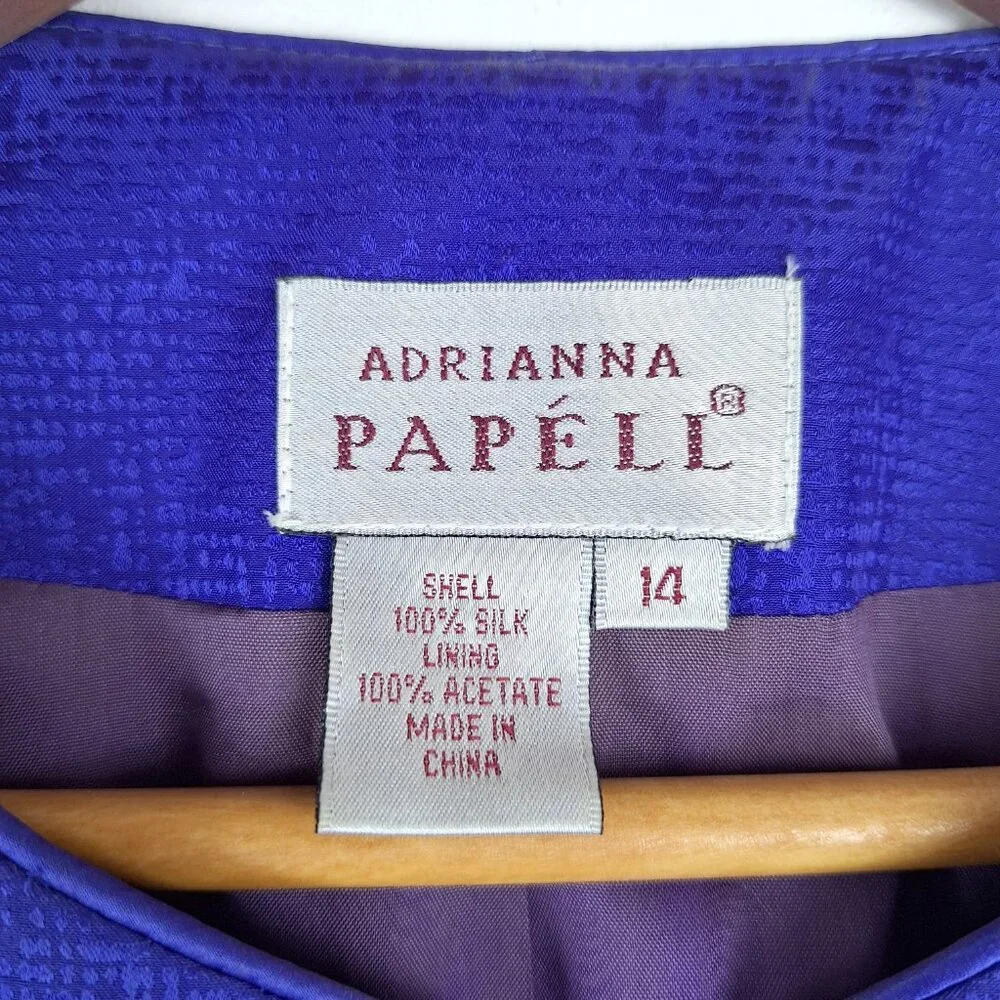 ADRIANNA
PAPÉLL®
14
SHELL
100% SILK
LINING
100% ACETATE
MADE IN
CHINA